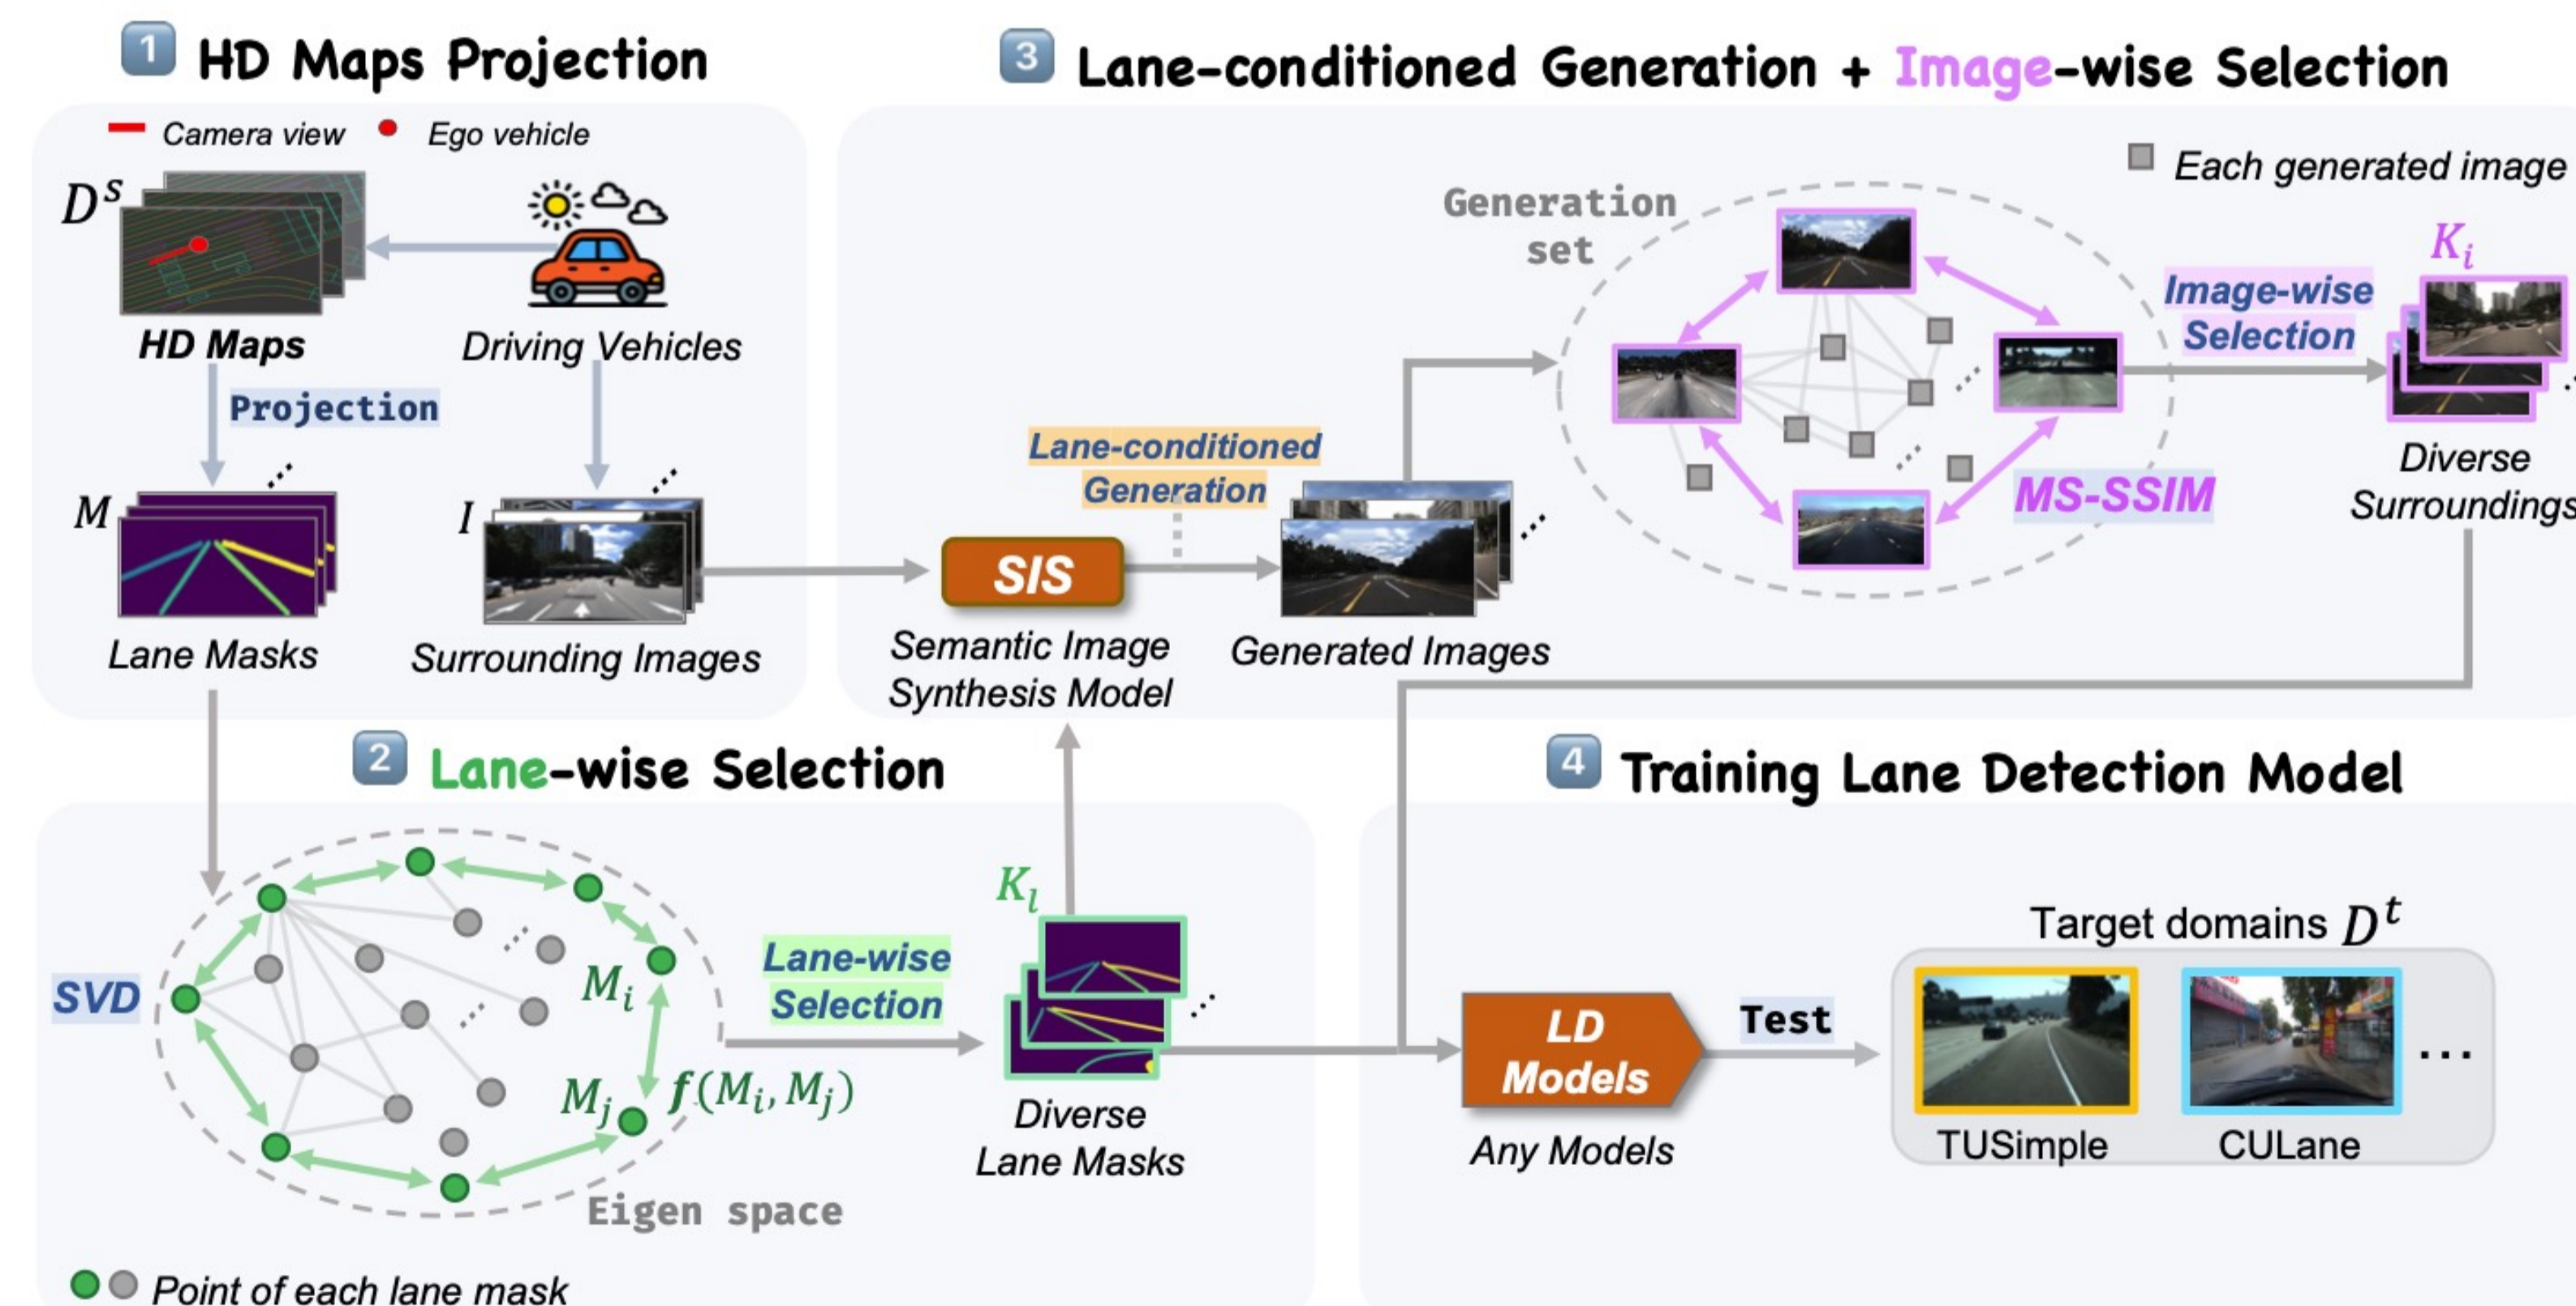 1 HD Maps Projection
Camera view
Ego vehicle
D^s
HD Maps
Driving Vehicles
Projection
M
I
Lane Masks
Surrounding Images
2 Lane-wise Selection
SVD
M_i
M_j
f(M_i, M_j)
Eigen space
Point of each lane mask
Lane-wise
Selection
K_l
Diverse
Lane Masks
3 Lane-conditioned Generation + Image-wise Selection
SIS
Semantic Image
Synthesis Model
Lane-conditioned
Generation
Generated Images
Generation
set
Each generated image
MS-SSIM
Image-wise
Selection
K_i
Diverse
Surroundings
4 Training Lane Detection Model
LD
Models
Any Models
Test
Target domains D^t
TUSimple
CULane
...